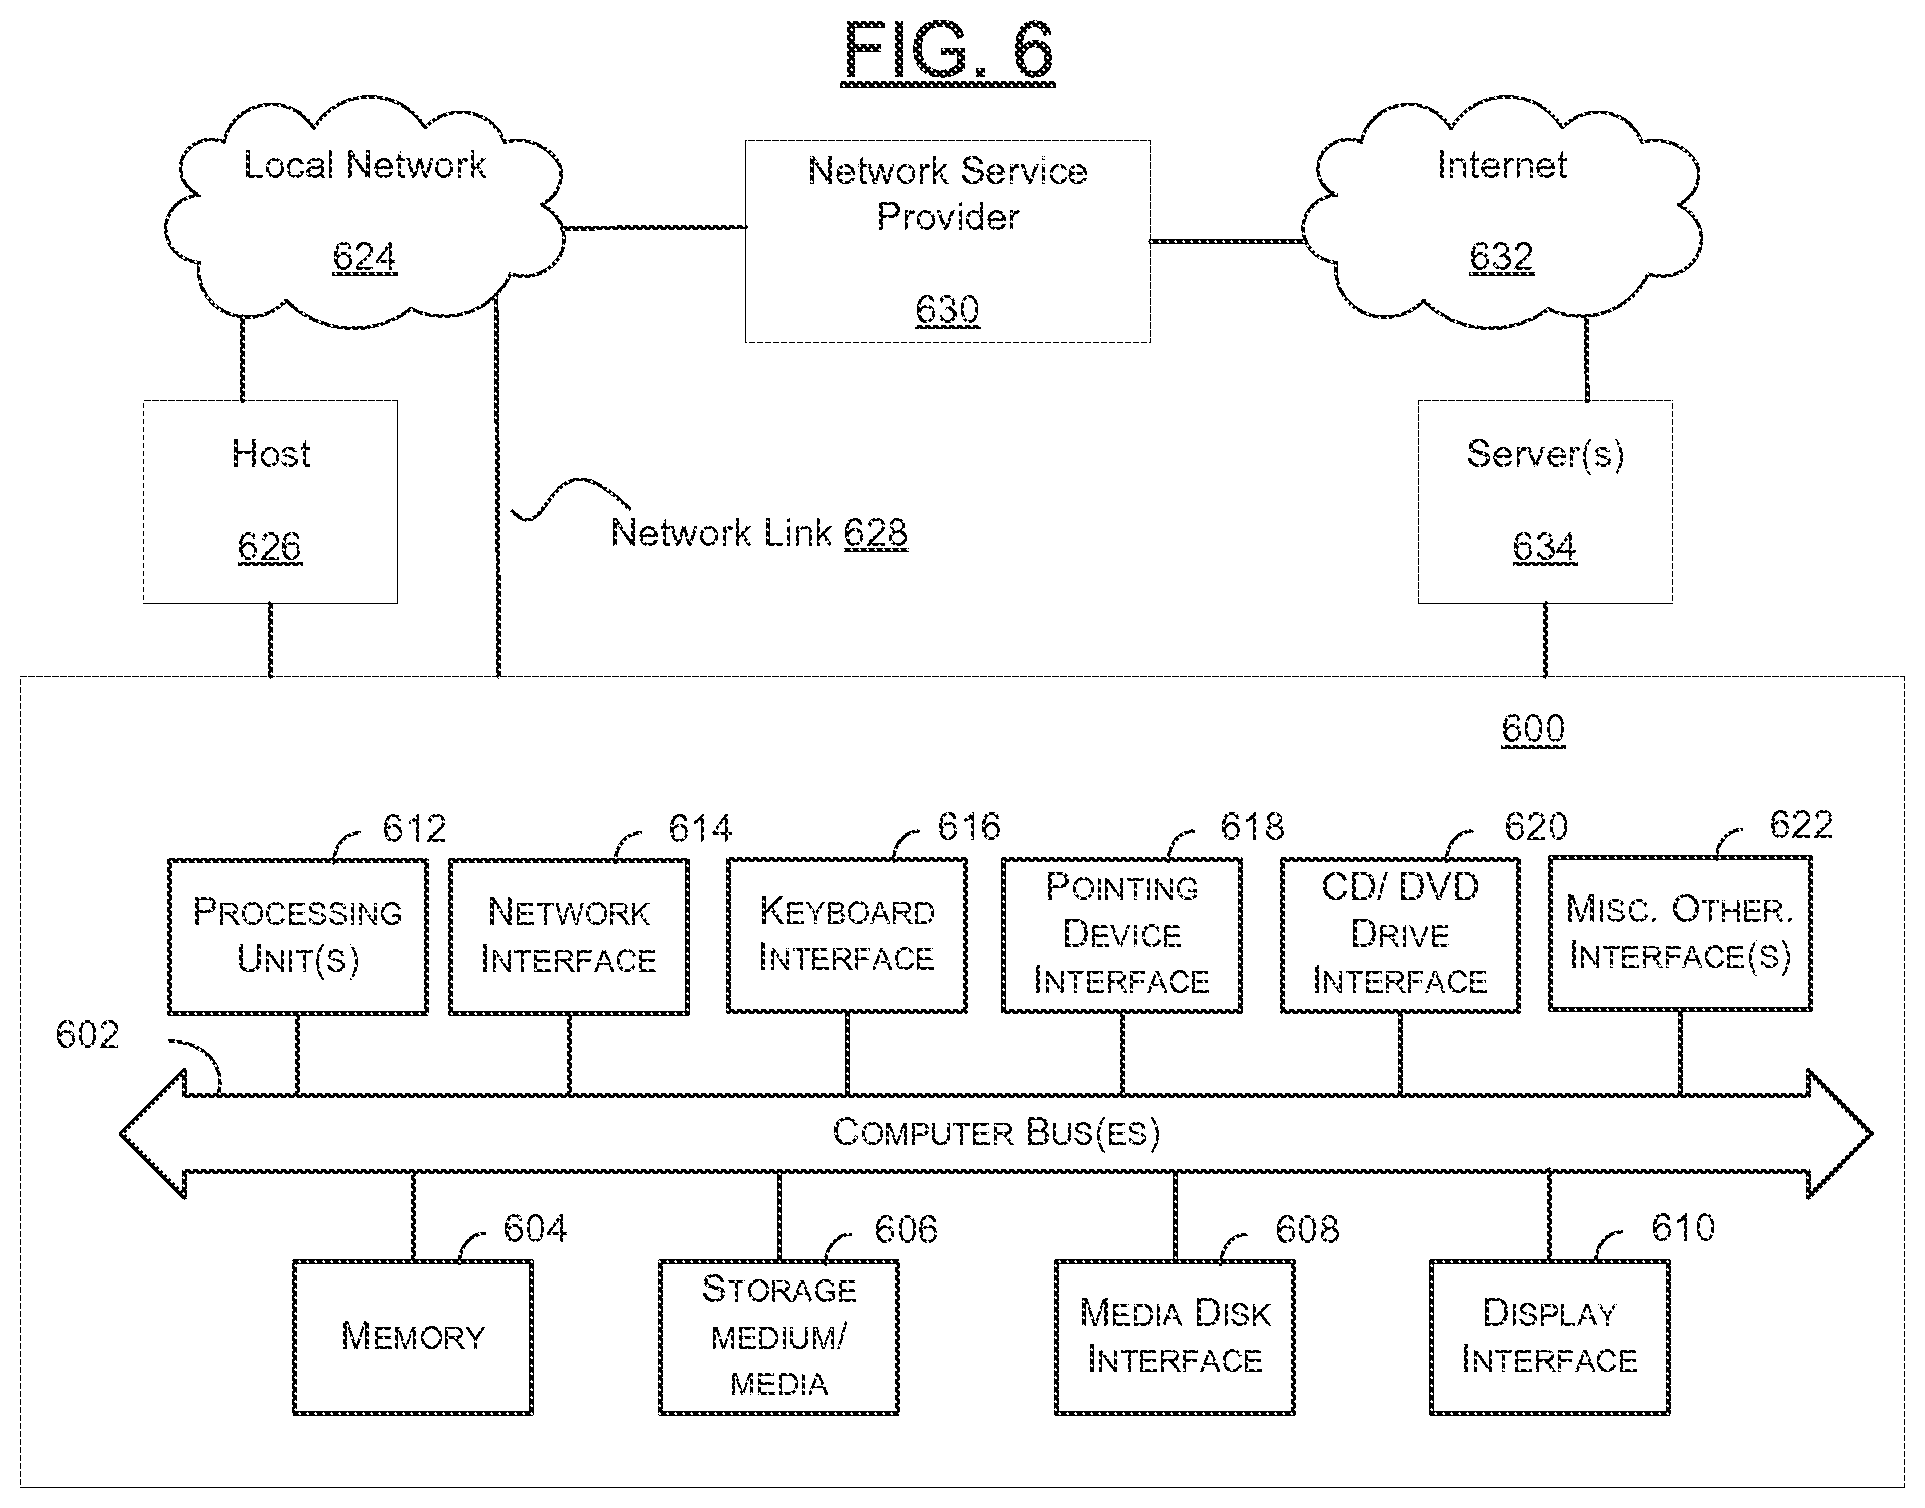 FIG. 6
Local Network
624
Network Service
Provider
630
Internet
632
Host
626
Network Link 628
Server(s)
634
600
612
614
616
618
620
622
PROCESSING
UNIT(S)
NETWORK
INTERFACE
KEYBOARD
INTERFACE
POINTING
DEVICE
INTERFACE
CD/ DVD
DRIVE
INTERFACE
MISC. OTHER.
INTERFACE(S)
602
COMPUTER BUS(ES)
604
606
608
610
MEMORY
STORAGE
MEDIUM/
MEDIA
MEDIA DISK
INTERFACE
DISPLAY
INTERFACE